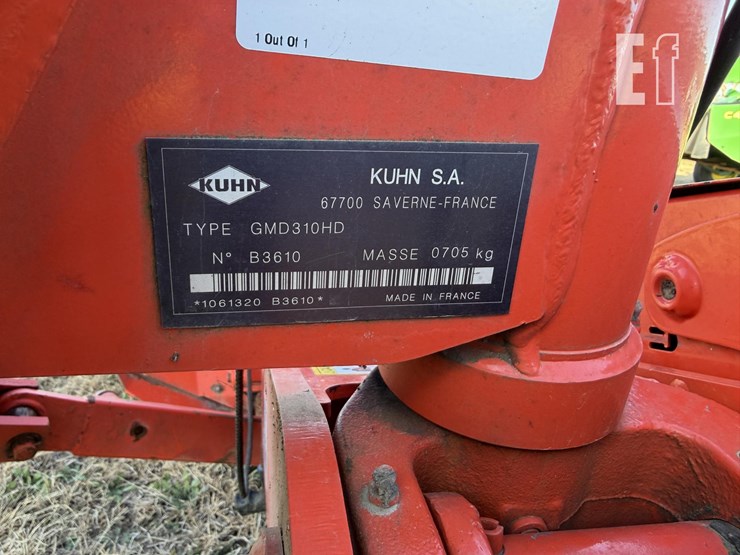 1 Out Of 1
Ef
KUHN
KUHN S.A.
67700 SAVERNE-FRANCE
TYPE GMD310HD
N° B3610 MASSE 0705 kg
*1061320 B3610*
MADE IN FRANCE